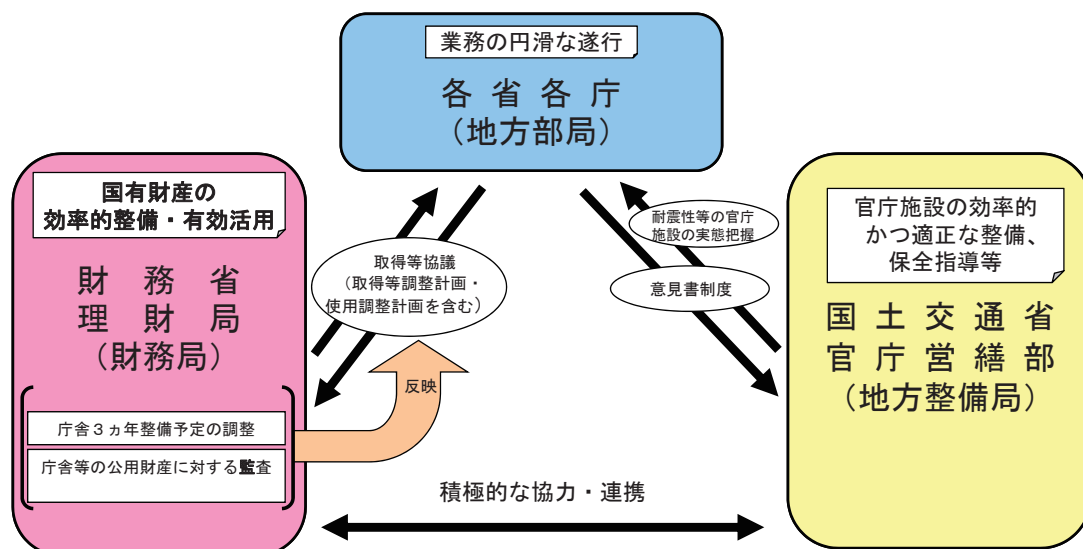 業務の円滑な遂行
各省各庁
（地方部局）
国有財産の
効率的整備・有効活用
財務省
理財局
（財務局）
庁舎３ヵ年整備予定の調整
庁舎等の公用財産に対する監査
取得等協議
（取得等調整計画・
使用調整計画を含む）
反映
耐震性等の官庁
施設の実態把握
意見書制度
官庁施設の効率的
かつ適正な整備、
保全指導等
国土交通省
官庁営繕部
（地方整備局）
積極的な協力・連携